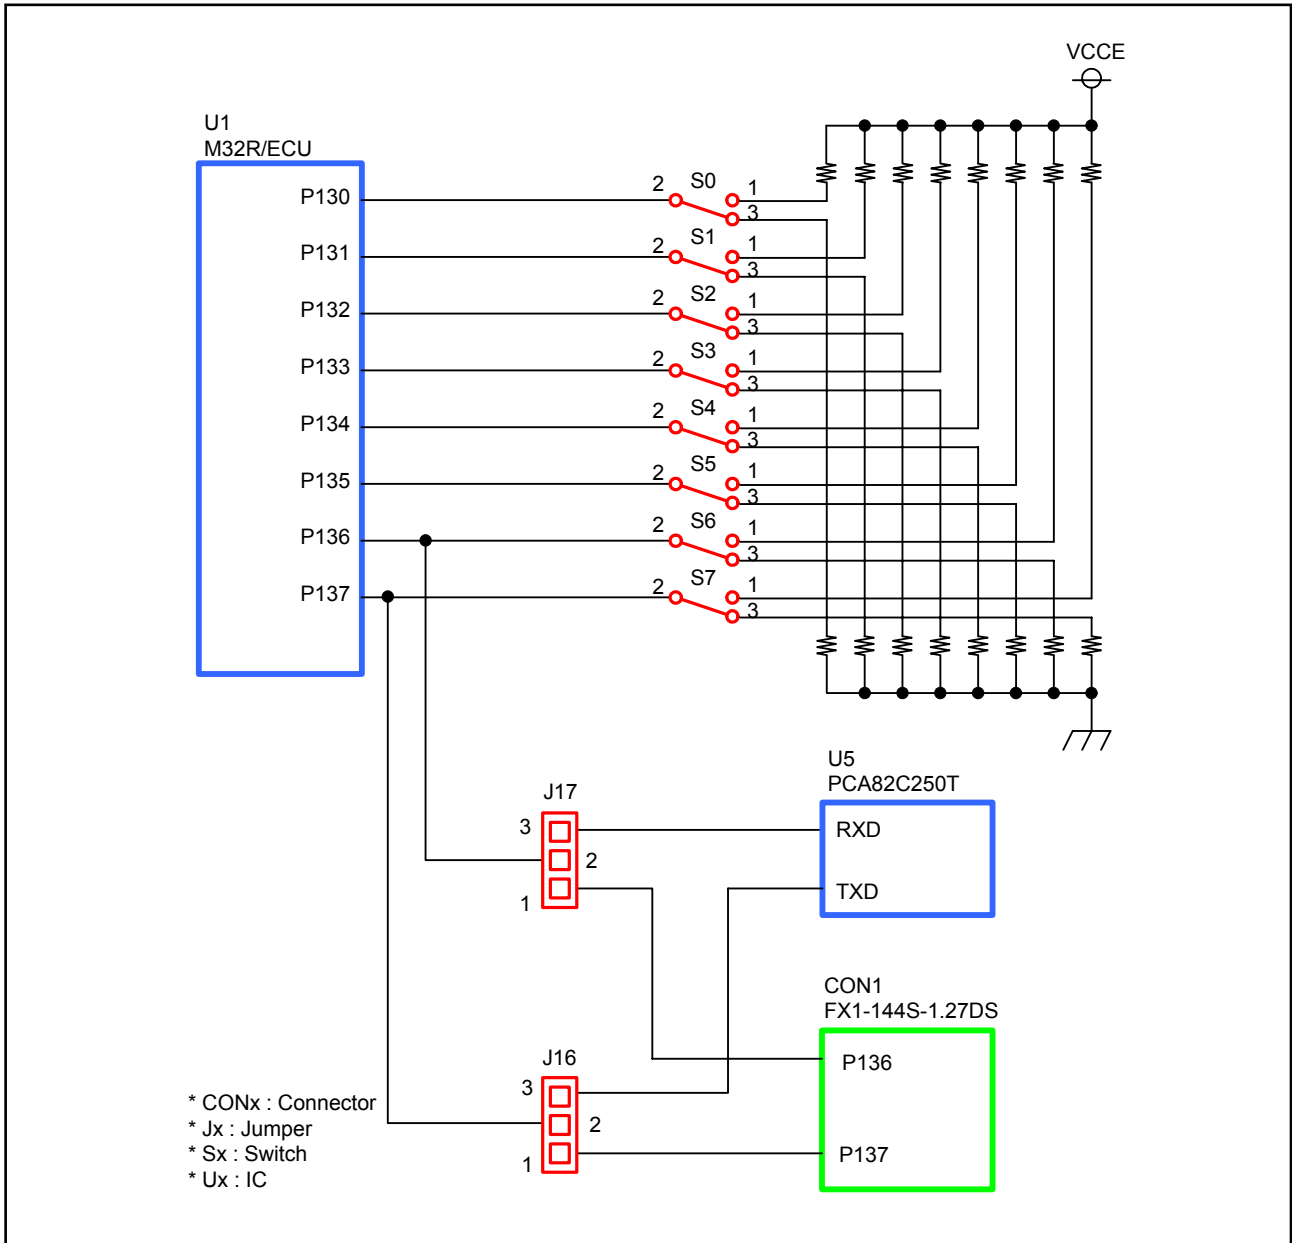 VCCE
U1
M32R/ECU
P130
2 S0 1
3
P131
2 S1 1
3
P132
2 S2 1
3
P133
2 S3 1
3
P134
2 S4 1
3
P135
2 S5 1
3
P136
2 S6 1
3
P137
2 S7 1
3
U5
PCA82C250T
J17
3
2
1
RXD
TXD
CON1
FX1-144S-1.27DS
J16
3
2
1
P136
P137
* CONx : Connector
* Jx : Jumper
* Sx : Switch
* Ux : IC